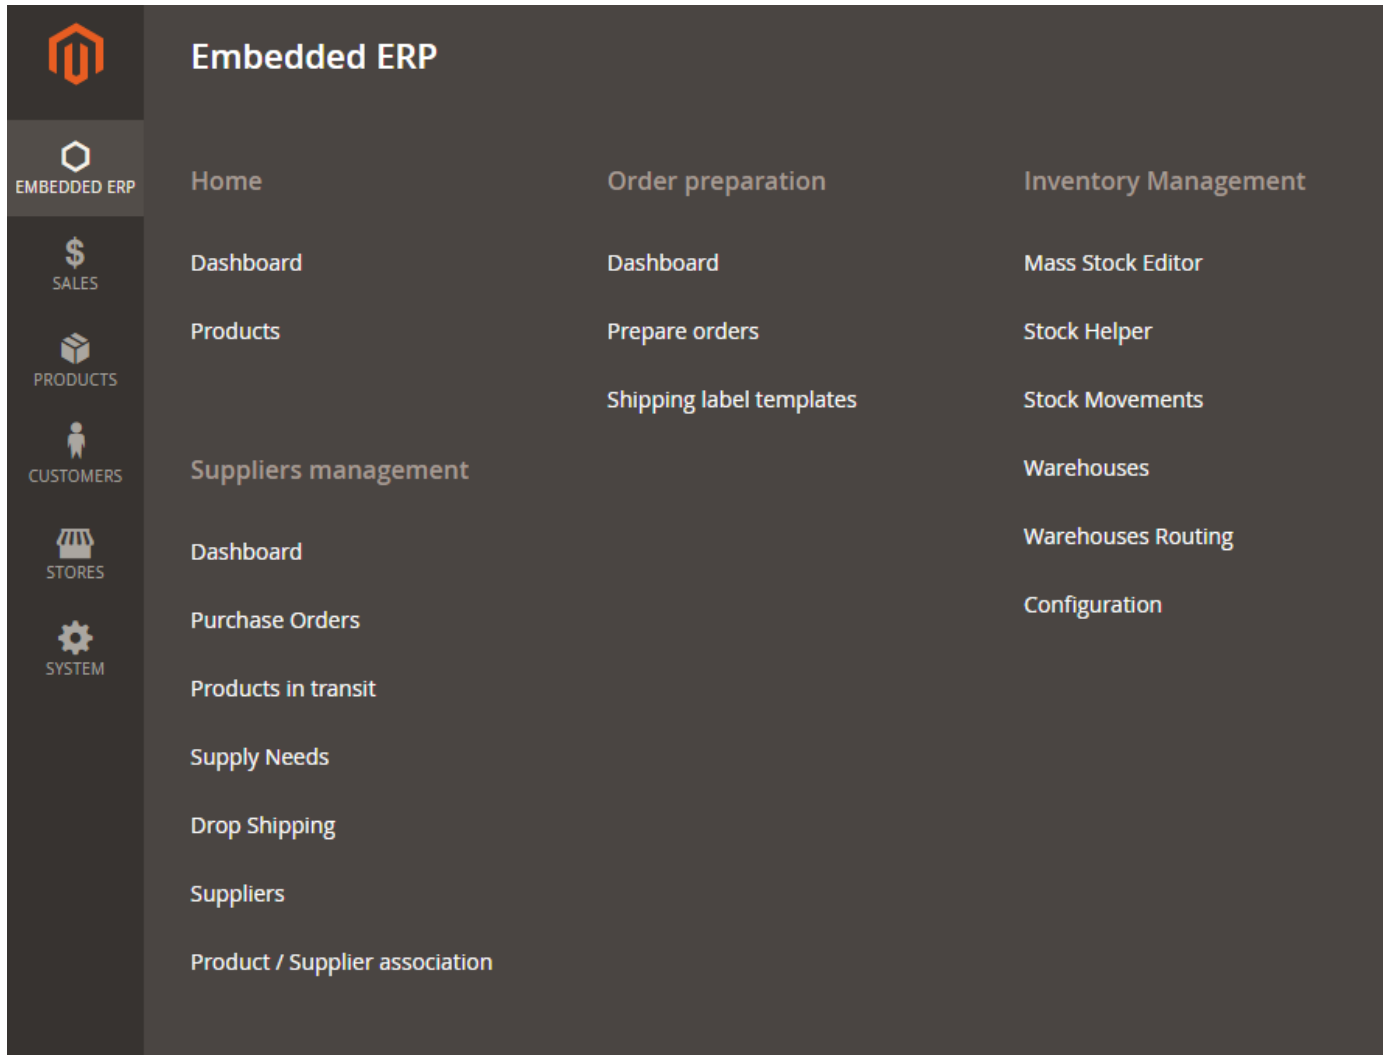 Embedded ERP
EMBEDDED ERP
SALES
PRODUCTS
CUSTOMERS
STORES
SYSTEM
Home
Dashboard
Products
Suppliers management
Dashboard
Purchase Orders
Products in transit
Supply Needs
Drop Shipping
Suppliers
Product / Supplier association
Order preparation
Dashboard
Prepare orders
Shipping label templates
Inventory Management
Mass Stock Editor
Stock Helper
Stock Movements
Warehouses
Warehouses Routing
Configuration